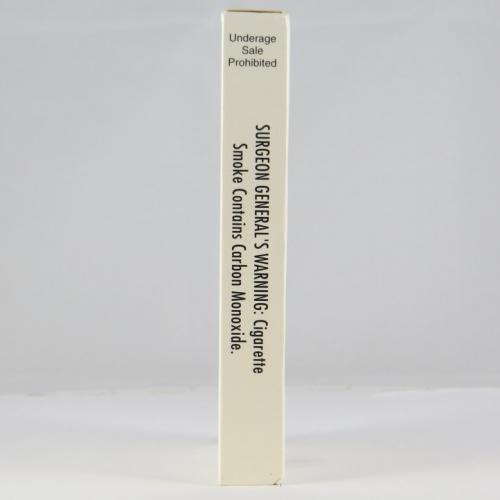 Underage
Sale
Prohibited
SURGEON GENERAL'S WARNING: Cigarette
Smoke Contains Carbon Monoxide.